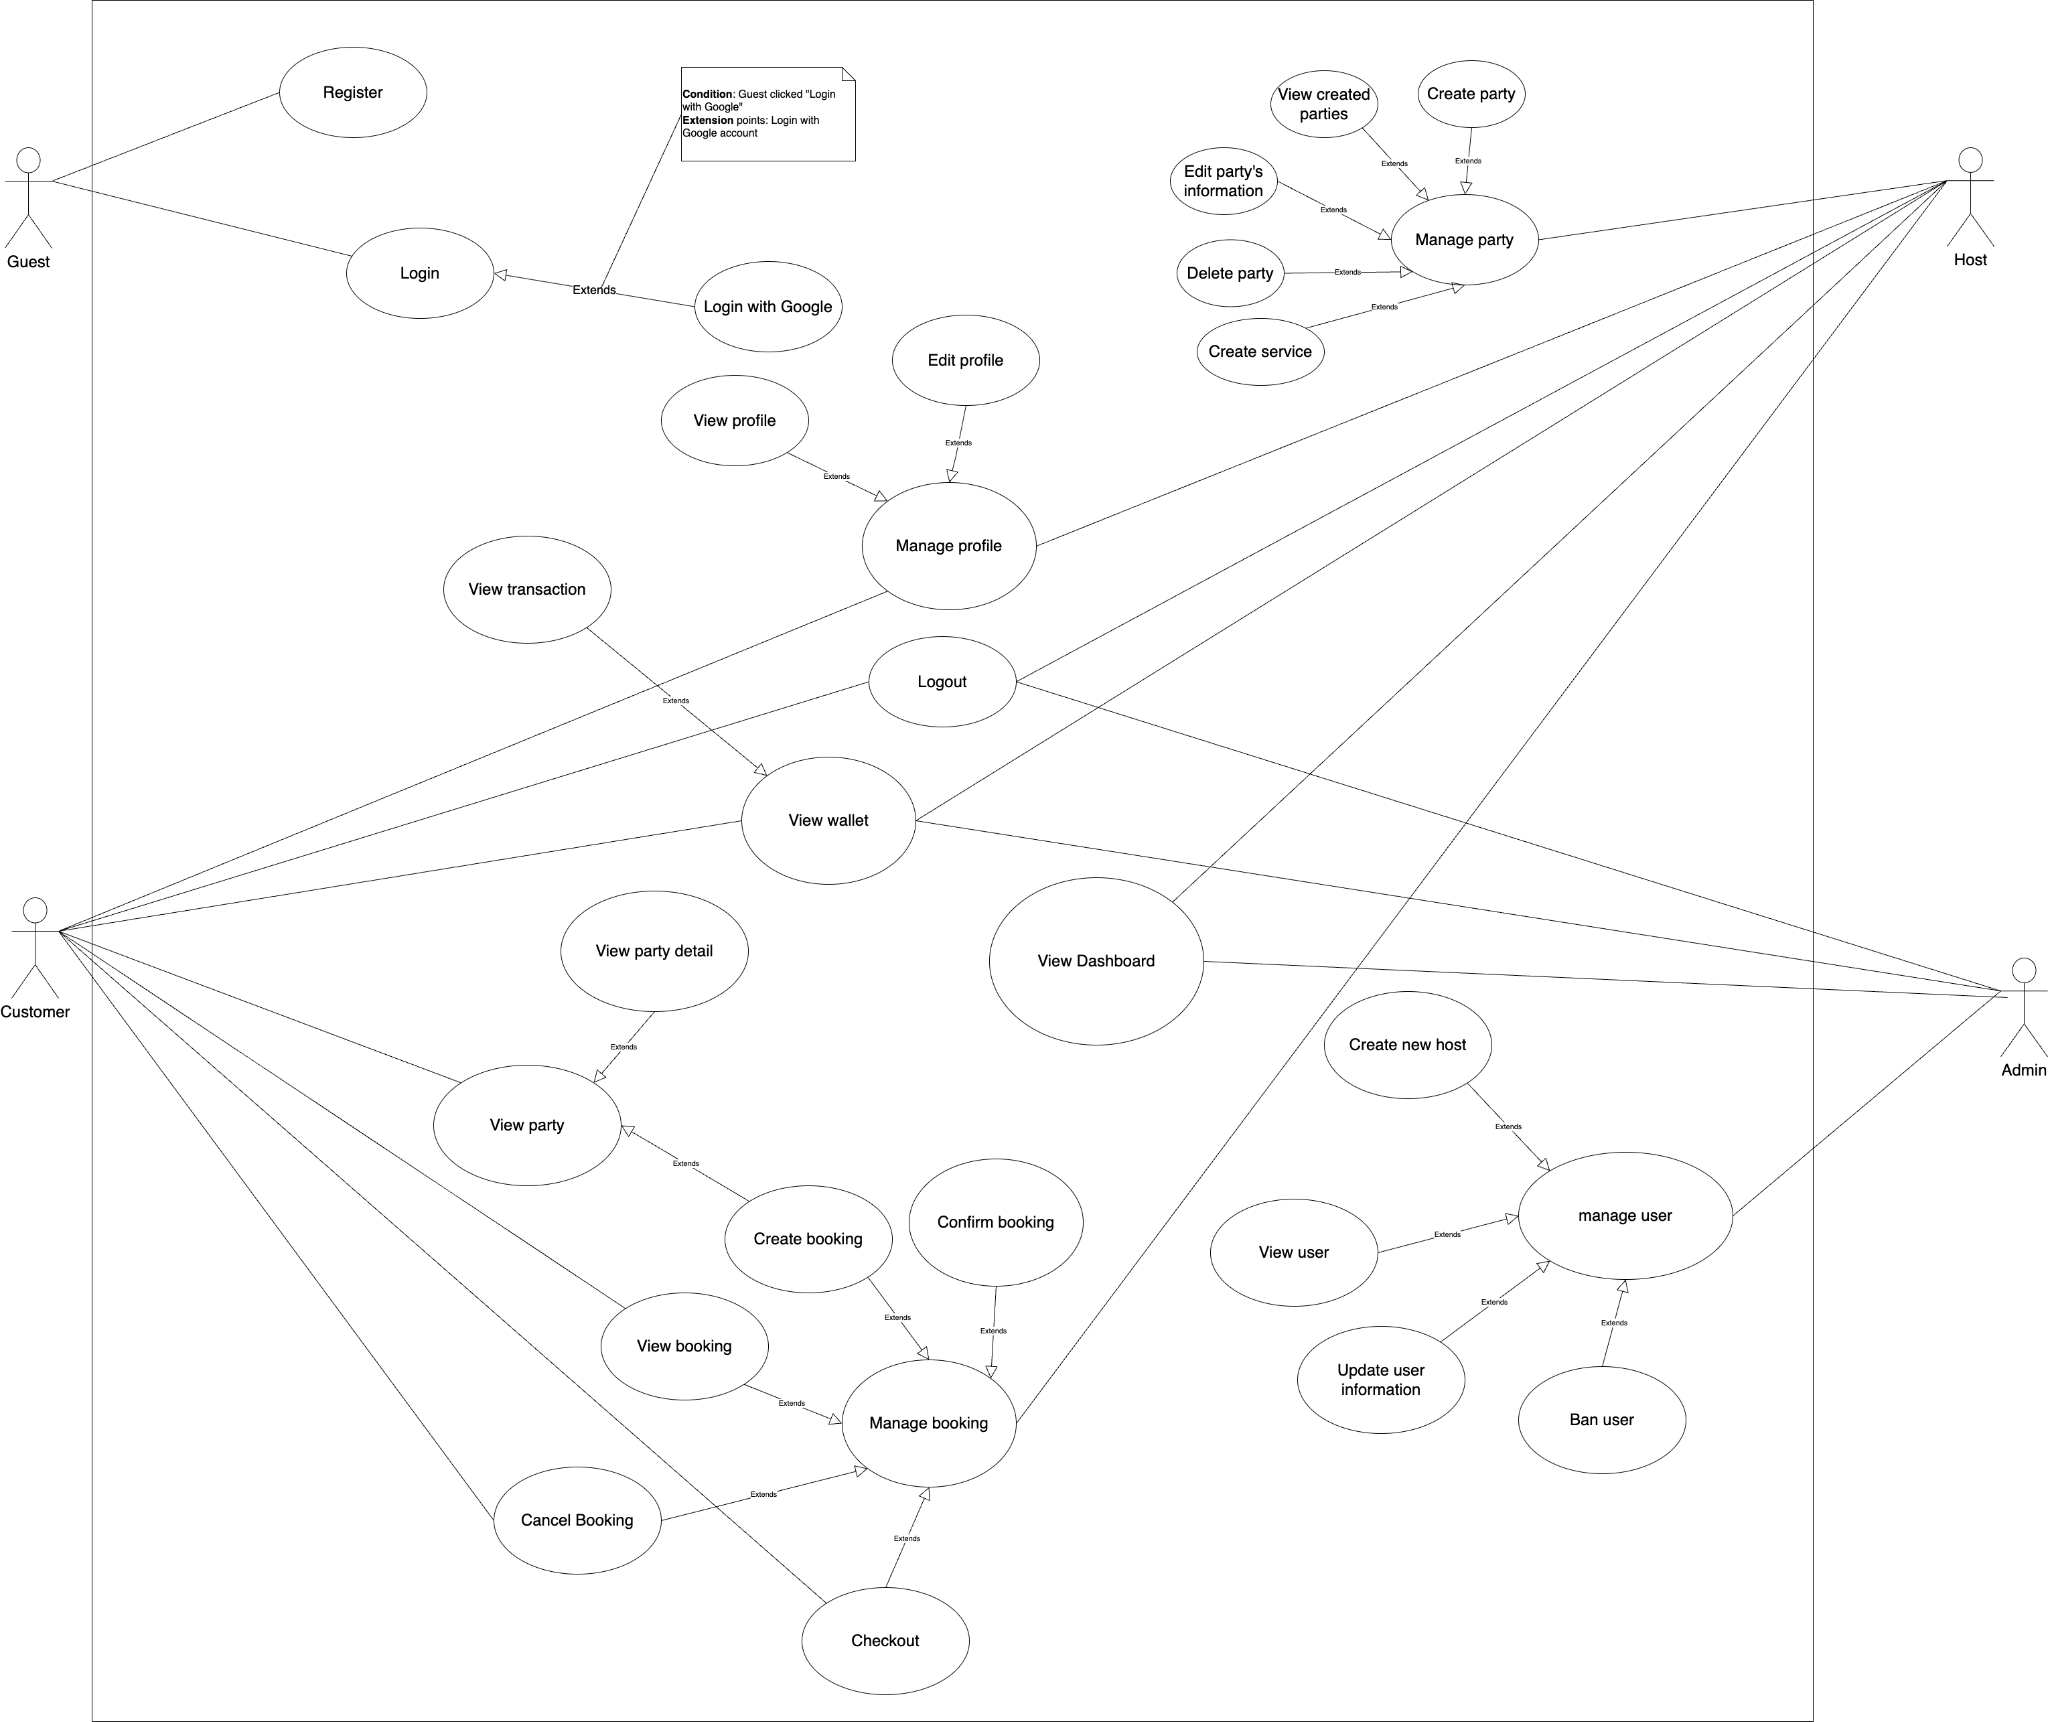 Register
Condition: Guest clicked "Login
with Google"
Extension points: Login with
Google account
View created
parties
Create party
Extends
Extends
Edit party's
information
Extends
Manage party
Guest
Host
Login
Extends
Login with Google
Delete party
Extends
Extends
Create service
Edit profile
View profile
Extends
Extends
Manage profile
View transaction
Extends
Logout
View wallet
View party detail
View Dashboard
Customer
Extends
Create new host
Admin
View party
Extends
Extends
Confirm booking
manage user
Create booking
View user
Extends
Extends
Extends
Extends
Extends
View booking
Update user
information
Extends
Manage booking
Ban user
Extends
Cancel Booking
Extends
Checkout